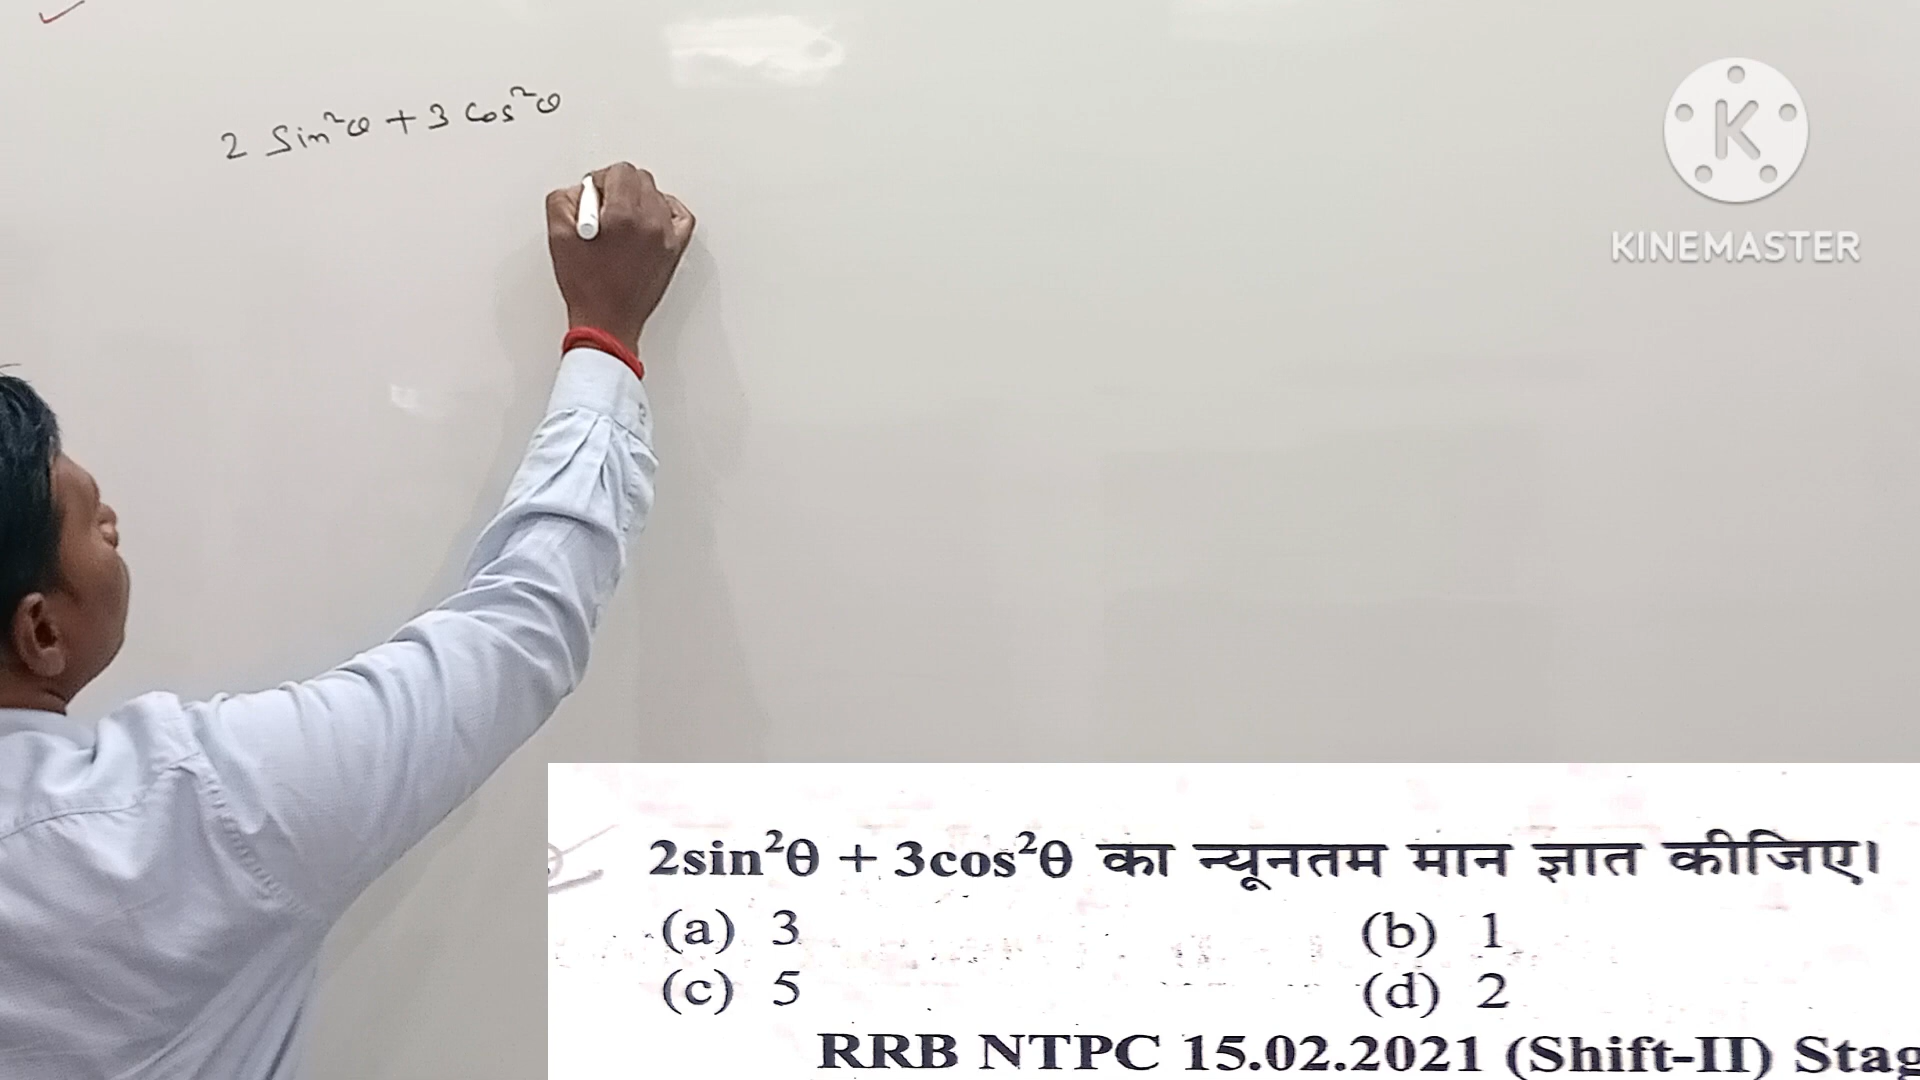 2 Sin²θ + 3 Cos²θ
K
KINEMASTER
2sin²θ + 3cos²θ का न्यूनतम मान ज्ञात कीजिए।
(a) 3 (b) 1
(c) 5 (d) 2
RRB NTPC 15.02.2021 (Shift-II) Stag